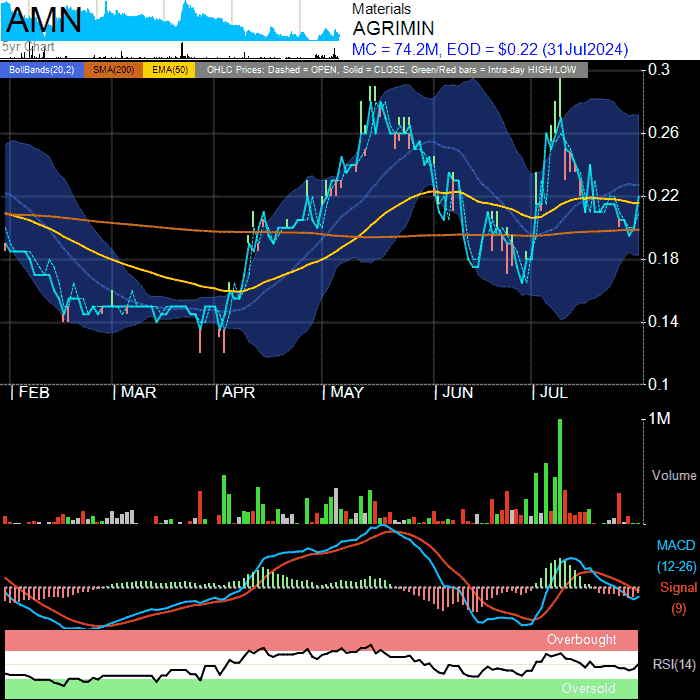 AMN
5yr Chart
Materials
AGRIMIN
MC = 74.2M, EOD = $0.22 (31Jul2024)
BollBands(20,2) SMA(200) EMA(50) OHLC Prices: Dashed = OPEN, Solid = CLOSE, Green/Red bars = Intra-day HIGH/LOW
0.3
0.26
0.22
0.18
0.14
0.1
FEB MAR APR MAY JUN JUL
1M
Volume
MACD
(12-26)
Signal
(9)
Overbought
RSI(14)
Oversold